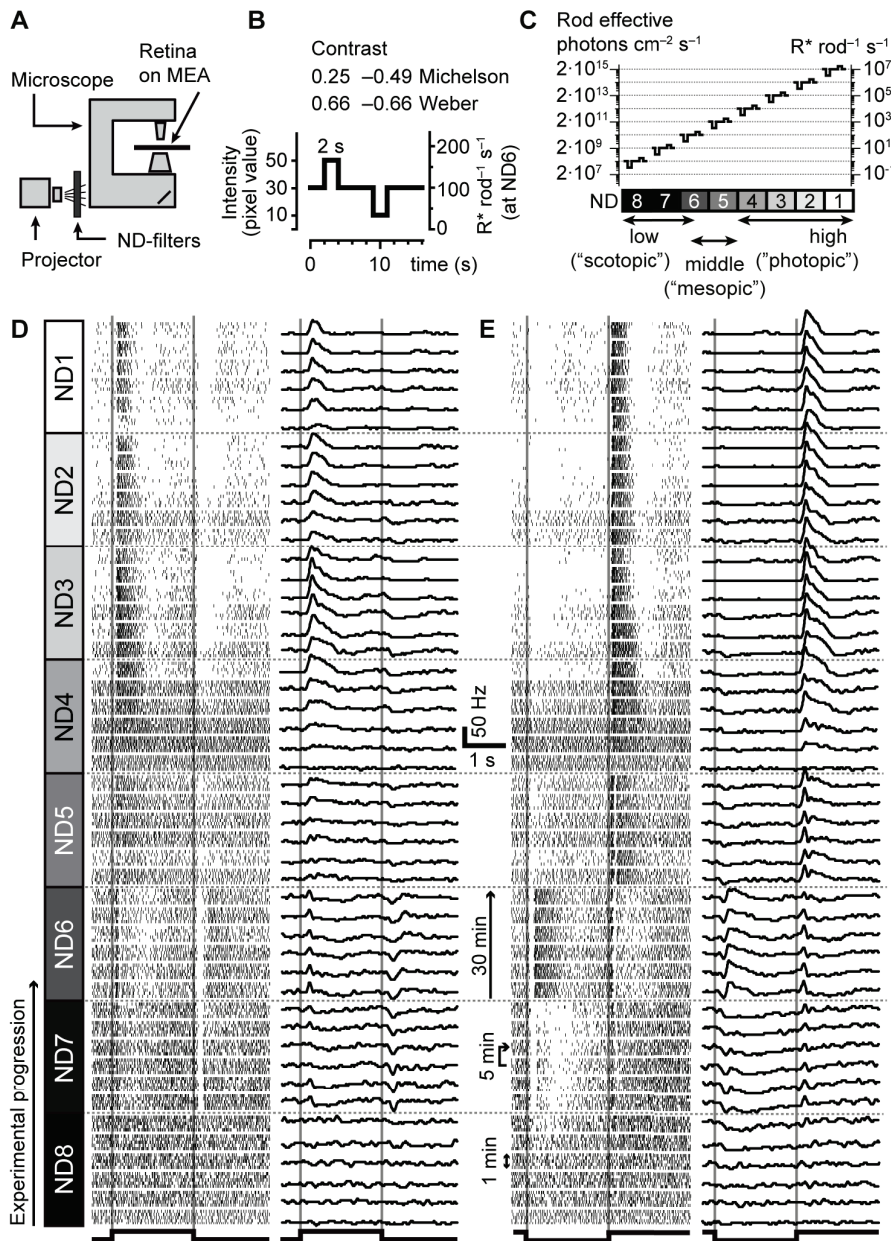 A
Microscope
Retina
on MEA
Projector
ND-filters
B
Contrast
0.25 –0.49 Michelson
0.66 –0.66 Weber
2 s
Intensity
(pixel value)
50
30
10
200
100
0
R* rod⁻¹ s⁻¹
(at ND6)
0 10 time (s)
C
Rod effective
photons cm⁻² s⁻¹
R* rod⁻¹ s⁻¹
2·10¹⁵
2·10¹³
2·10¹¹
2·10⁹
2·10⁷
10⁷
10⁵
10³
10¹
10⁻
ND 8 7 6 5 4 3 2 1
low
("scotopic")
middle
("mesopic")
high
("photopic")
D
E
ND1
ND2
ND3
ND4
ND5
ND6
ND7
ND8
Experimental progression
50 Hz
1 s
30 min
5 min
1 min